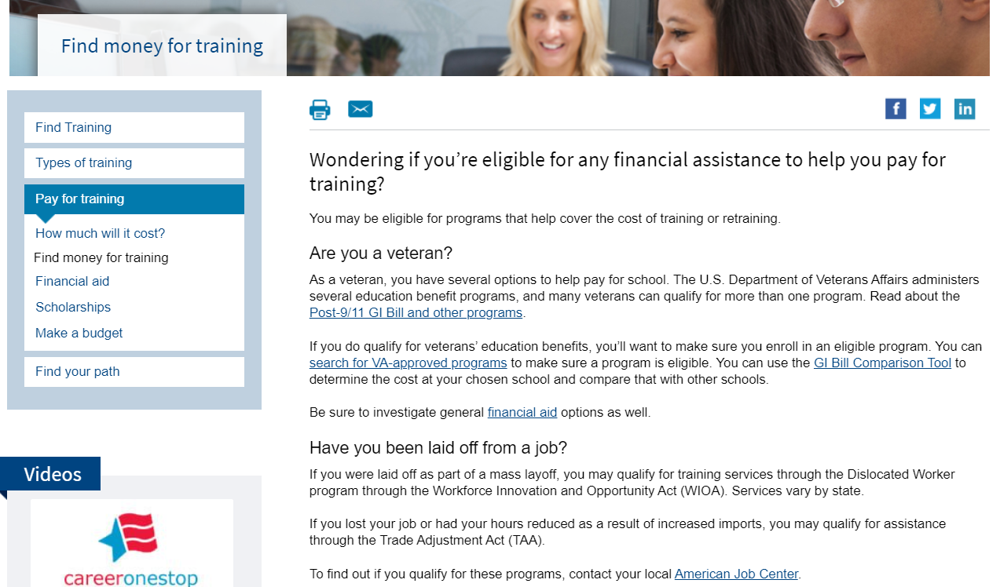 Find money for training
Find Training
Types of training
Pay for training
How much will it cost?
Find money for training
Financial aid
Scholarships
Make a budget
Find your path
Videos
careeronestop
f
in
Wondering if you’re eligible for any financial assistance to help you pay for
training?
You may be eligible for programs that help cover the cost of training or retraining.
Are you a veteran?
As a veteran, you have several options to help pay for school. The U.S. Department of Veterans Affairs administers
several education benefit programs, and many veterans can qualify for more than one program. Read about the
Post-9/11 GI Bill and other programs.
If you do qualify for veterans’ education benefits, you’ll want to make sure you enroll in an eligible program. You can
search for VA-approved programs to make sure a program is eligible. You can use the GI Bill Comparison Tool to
determine the cost at your chosen school and compare that with other schools.
Be sure to investigate general financial aid options as well.
Have you been laid off from a job?
If you were laid off as part of a mass layoff, you may qualify for training services through the Dislocated Worker
program through the Workforce Innovation and Opportunity Act (WIOA). Services vary by state.
If you lost your job or had your hours reduced as a result of increased imports, you may qualify for assistance
through the Trade Adjustment Act (TAA).
To find out if you qualify for these programs, contact your local American Job Center.